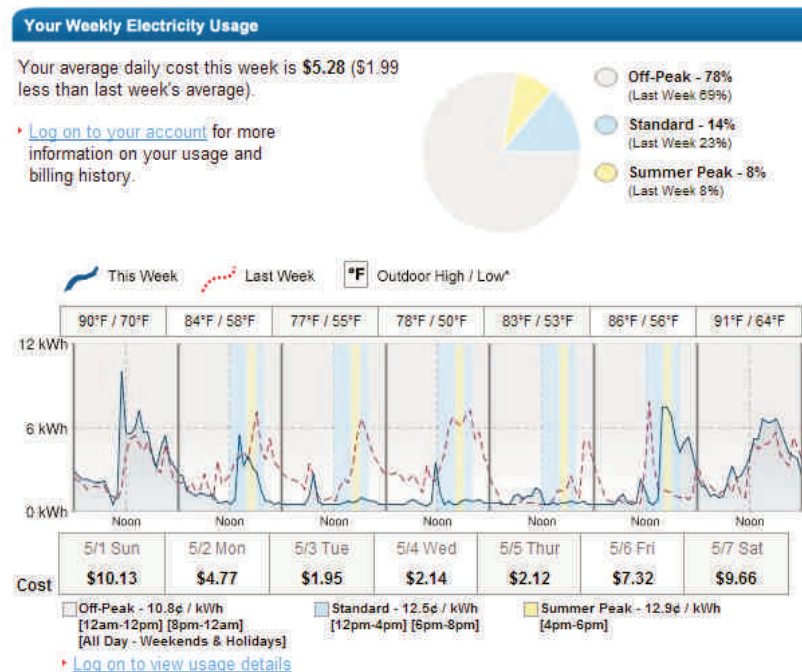 Your Weekly Electricity Usage
Your average daily cost this week is $5.28 ($1.99
less than last week's average).
Log on to your account for more
information on your usage and
billing history.
Off-Peak - 78%
(Last Week 69%)
Standard - 14%
(Last Week 23%)
Summer Peak - 8%
(Last Week 8%)
This Week Last Week °F Outdoor High / Low*
90°F / 70°F 84°F / 58°F 77°F / 55°F 78°F / 50°F 83°F / 53°F 86°F / 56°F 91°F / 64°F
12 kWh
6 kWh
0 kWh
Noon Noon Noon Noon Noon Noon Noon
5/1 Sun 5/2 Mon 5/3 Tue 5/4 Wed 5/5 Thur 5/6 Fri 5/7 Sat
Cost $10.13 $4.77 $1.95 $2.14 $2.12 $7.32 $9.66
Off-Peak - 10.8¢ / kWh
[12am-12pm] [8pm-12am]
[All Day - Weekends & Holidays]
Standard - 12.5¢ / kWh
[12pm-4pm] [6pm-8pm]
Summer Peak - 12.9¢ / kWh
[4pm-6pm]
Log on to view usage details